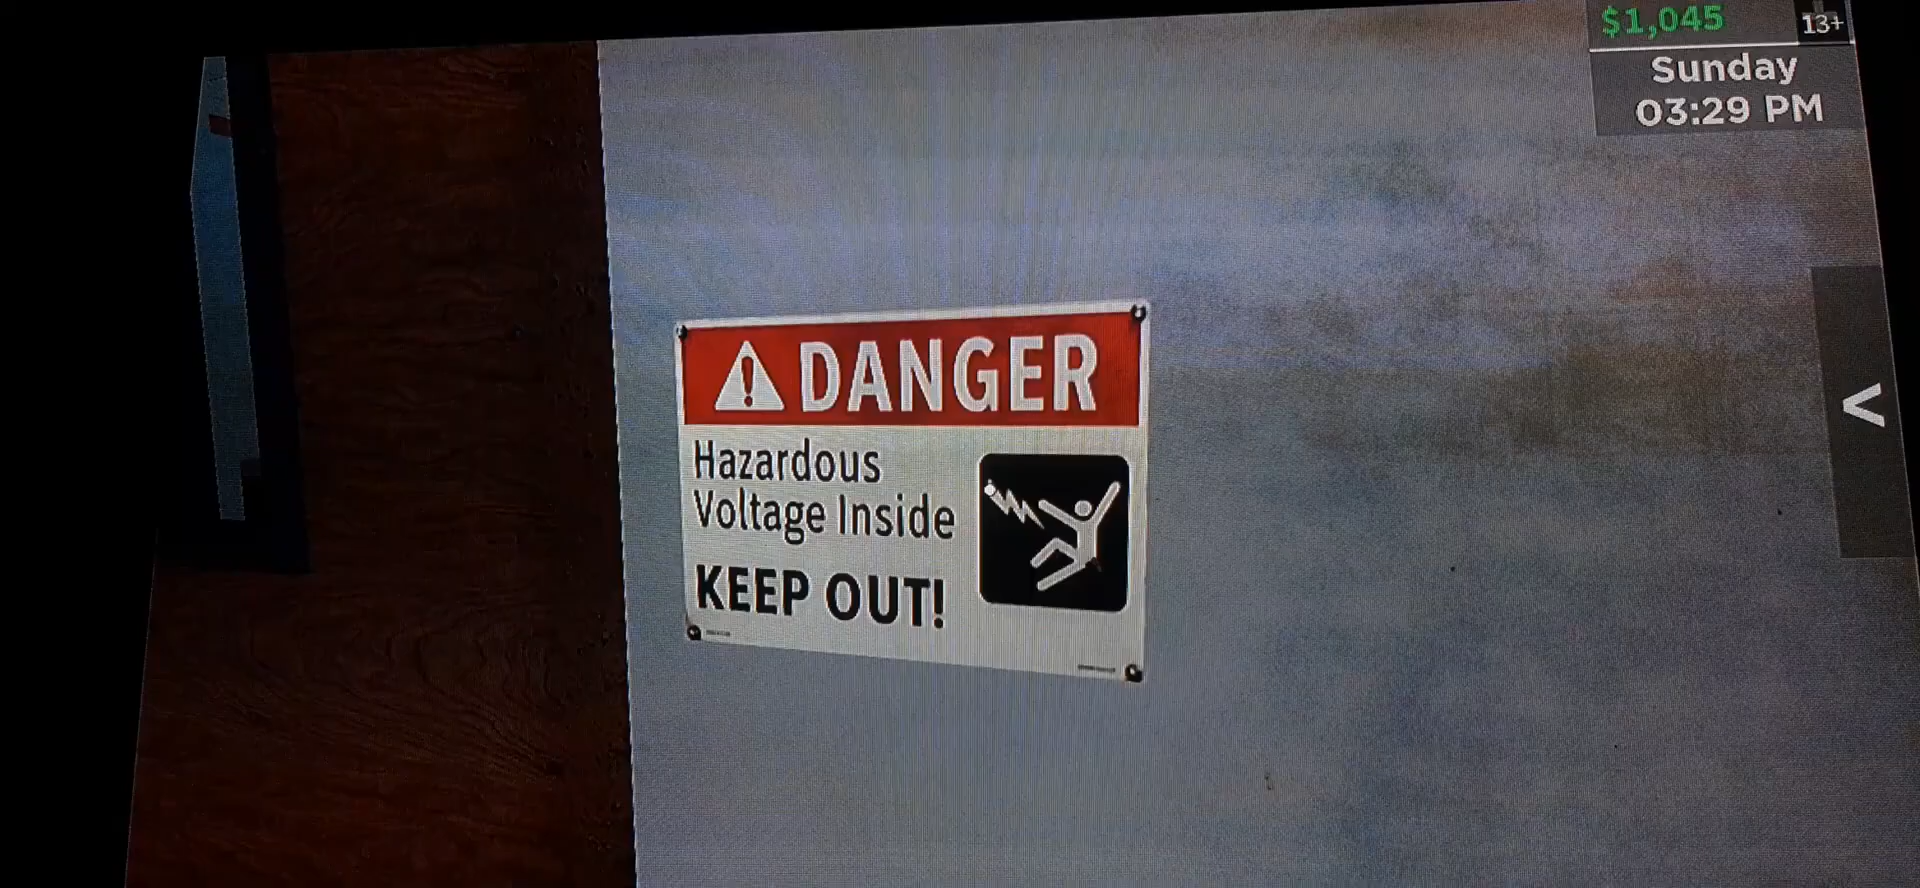 $1,045
13+
Sunday
03:29 PM
<
DANGER
Hazardous
Voltage Inside
KEEP OUT!